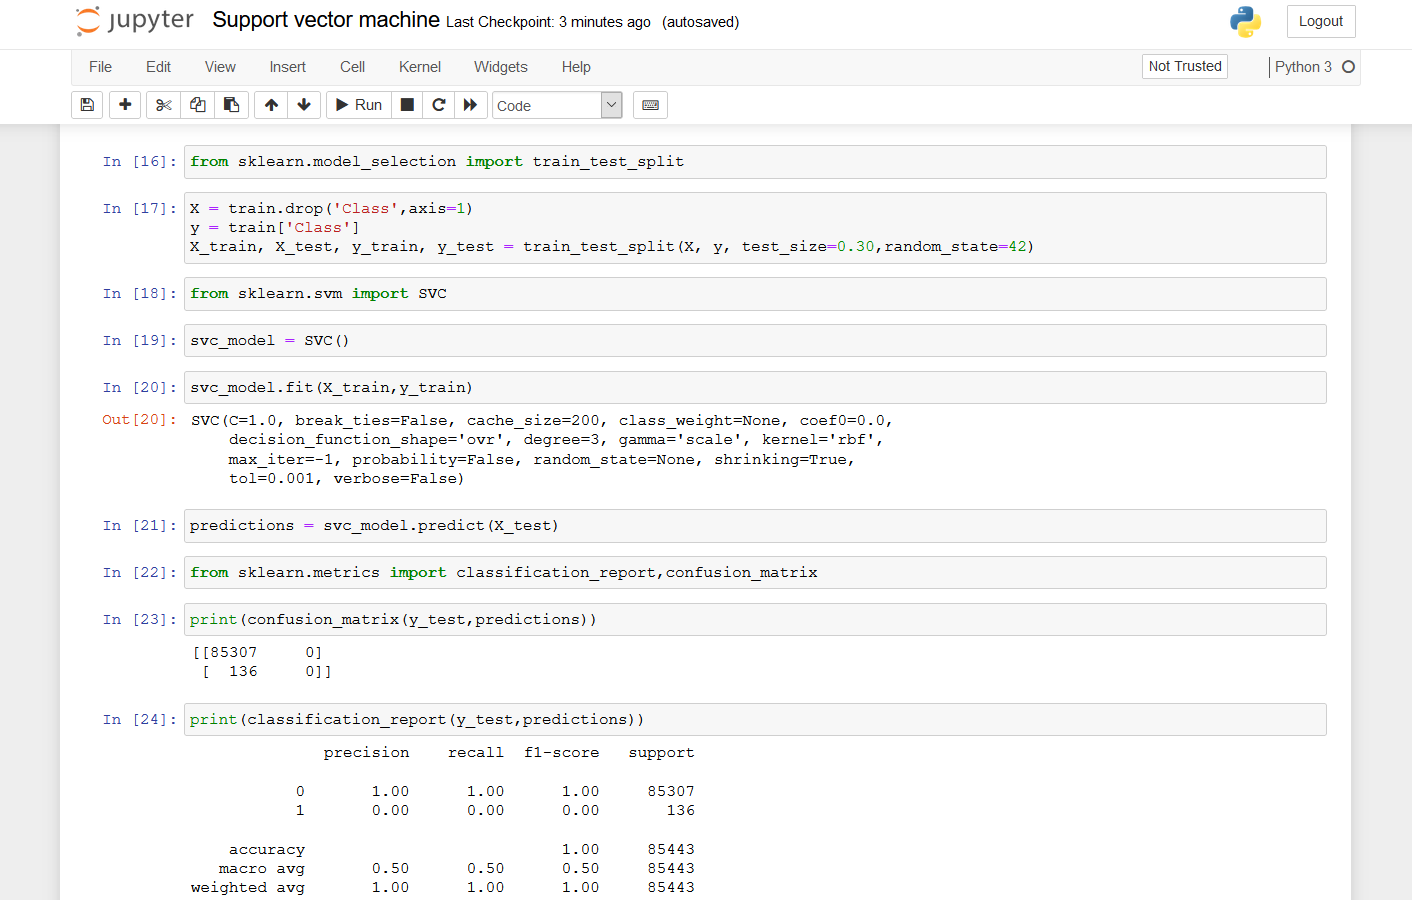 jupyter Support vector machine Last Checkpoint: 3 minutes ago (autosaved) Logout
File Edit View Insert Cell Kernel Widgets Help Not Trusted Python 3
Run Code
In [16]: from sklearn.model_selection import train_test_split
In [17]: X = train.drop('Class',axis=1)
y = train['Class']
X_train, X_test, y_train, y_test = train_test_split(X, y, test_size=0.30,random_state=42)
In [18]: from sklearn.svm import SVC
In [19]: svc_model = SVC()
In [20]: svc_model.fit(X_train,y_train)
Out[20]: SVC(C=1.0, break_ties=False, cache_size=200, class_weight=None, coef0=0.0,
decision_function_shape='ovr', degree=3, gamma='scale', kernel='rbf',
max_iter=-1, probability=False, random_state=None, shrinking=True,
tol=0.001, verbose=False)
In [21]: predictions = svc_model.predict(X_test)
In [22]: from sklearn.metrics import classification_report,confusion_matrix
In [23]: print(confusion_matrix(y_test,predictions))
[[85307 0]
[ 136 0]]
In [24]: print(classification_report(y_test,predictions))
precision recall f1-score support
0 1.00 1.00 1.00 85307
1 0.00 0.00 0.00 136
accuracy 1.00 85443
macro avg 0.50 0.50 0.50 85443
weighted avg 1.00 1.00 1.00 85443